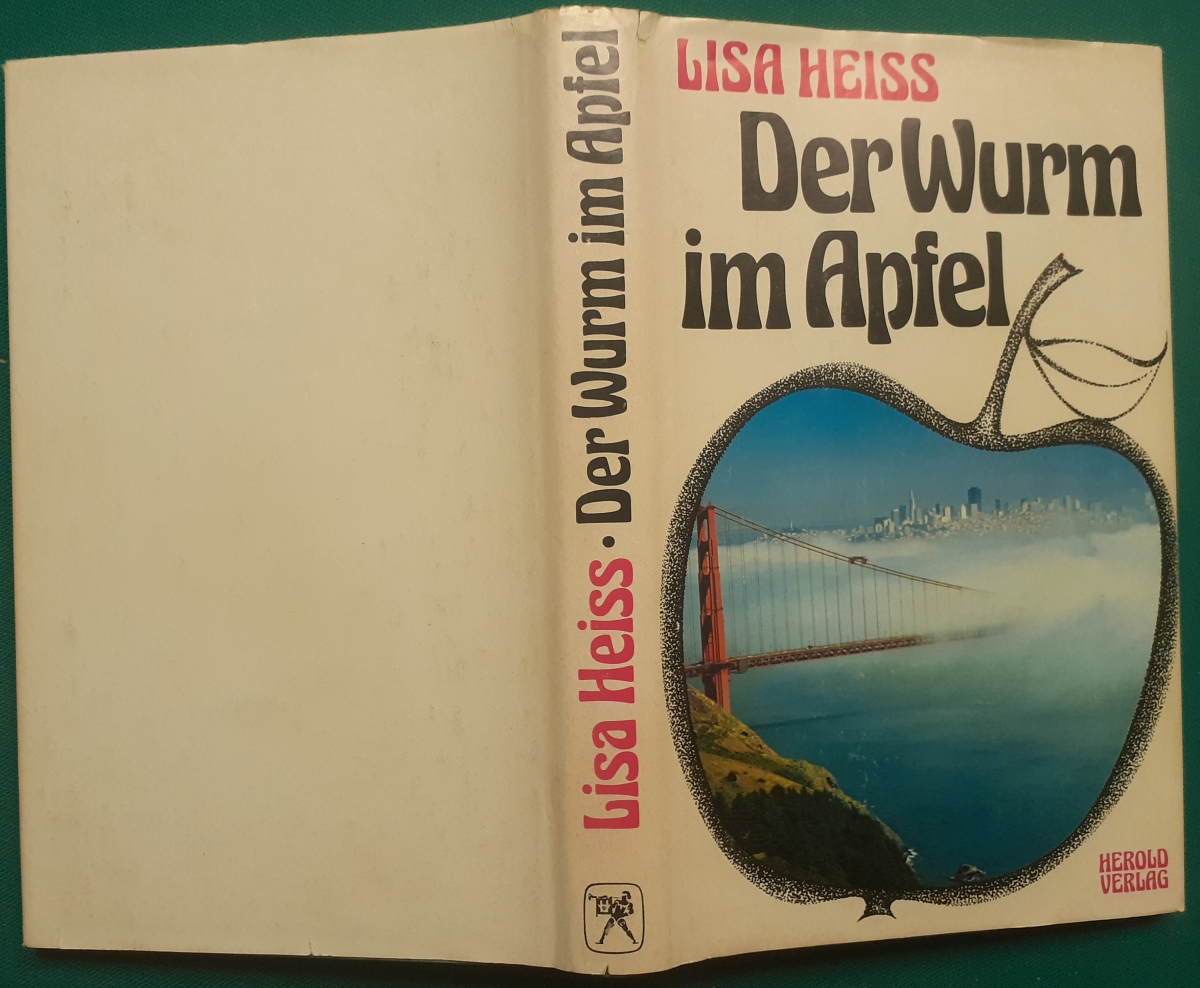 LISA HEISS
Der Wurm
im Apfel
HEROLD
VERLAG
Lisa Heiss · Der Wurm im Apfel